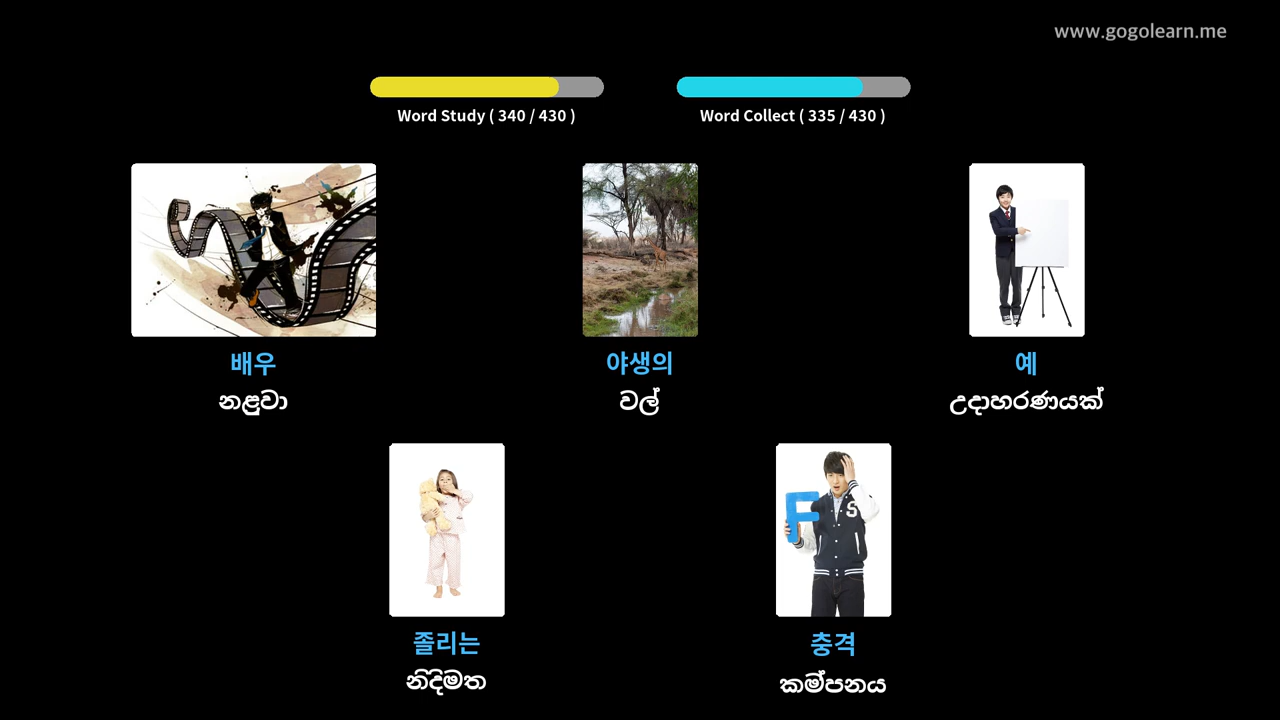 www.gogolearn.me
Word Study ( 340 / 430 )
Word Collect ( 335 / 430 )
배우
නළුවා
야생의
වල්
예
උදාහරණයක්
F
S
졸리는
නිදිමත
충격
කම්පනය